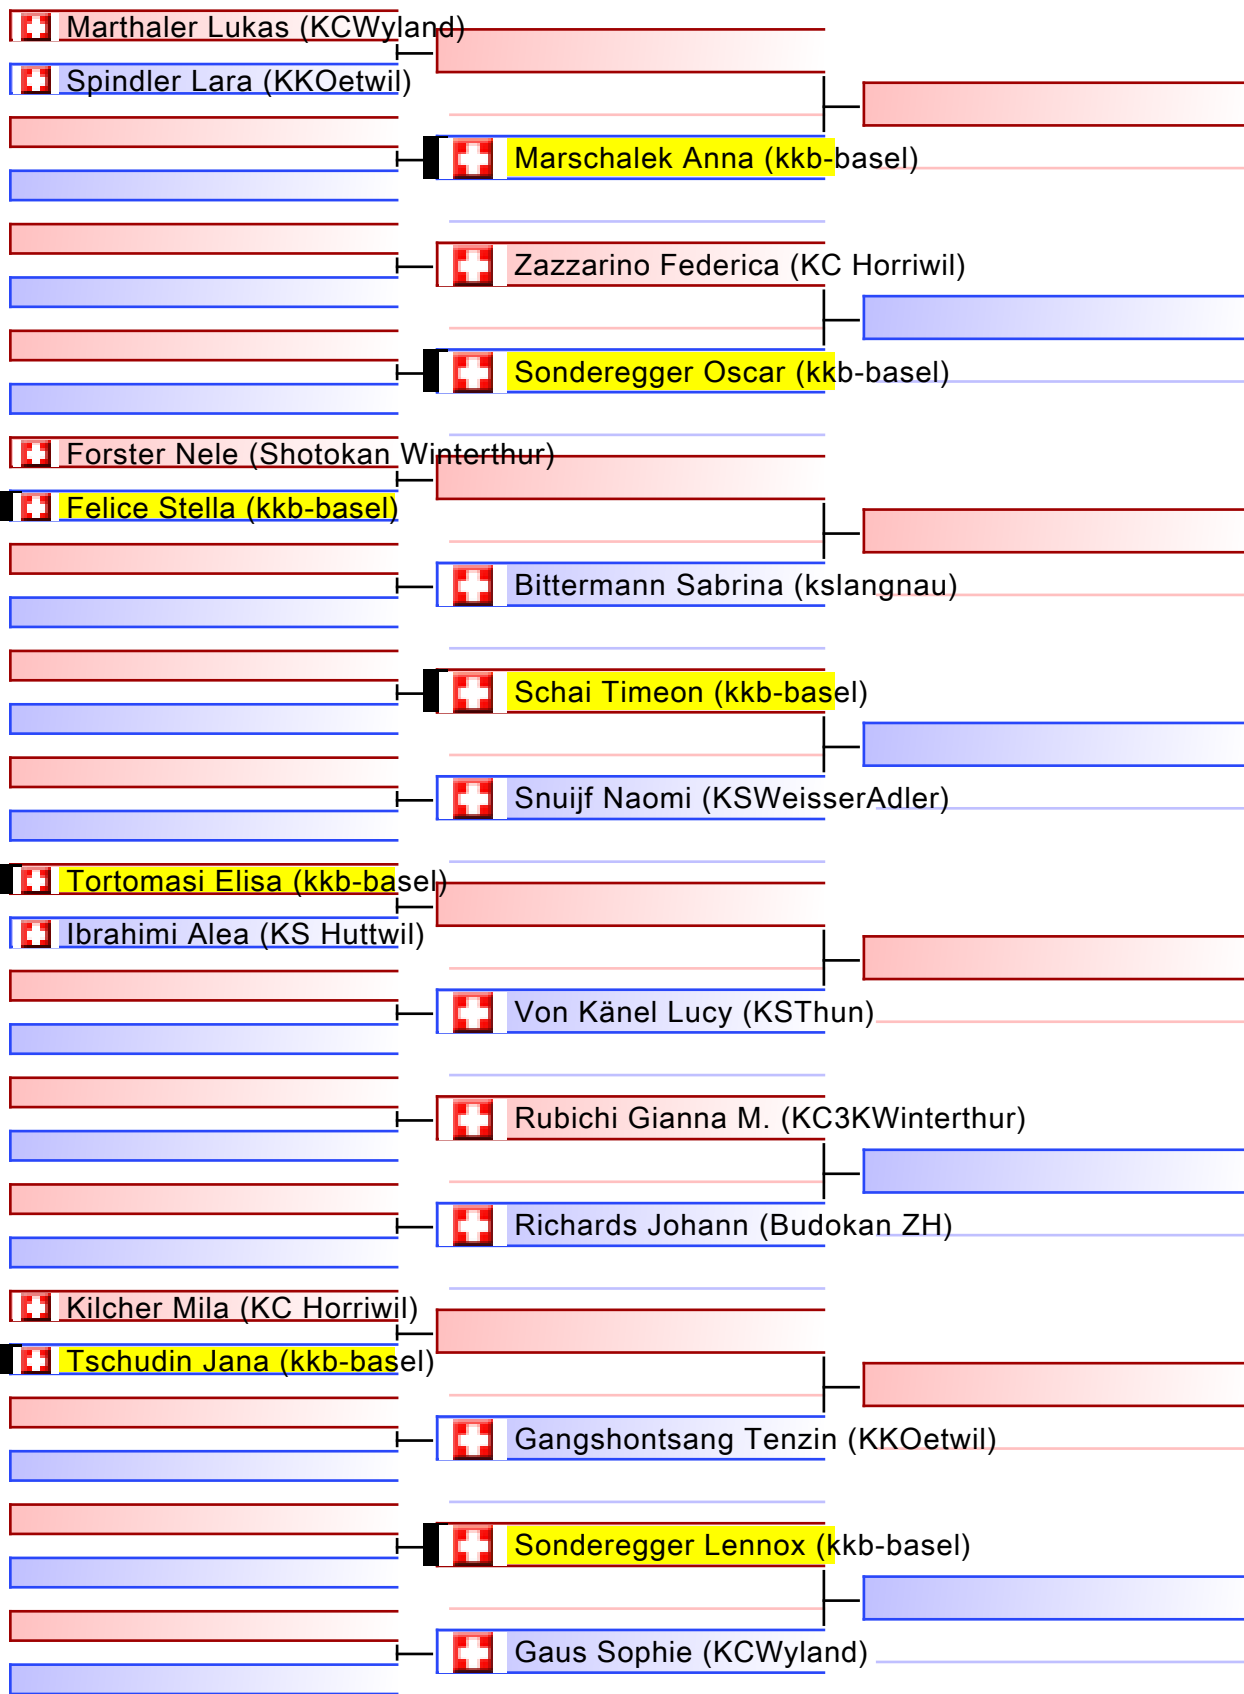 Marthaler Lukas (KCWyland)
Spindler Lara (KKOetwil)
Marschalek Anna (kkb-basel)
Zazzarino Federica (KC Horriwil)
Sonderegger Oscar (kkb-basel)
Forster Nele (Shotokan Winterthur)
Felice Stella (kkb-basel)
Bittermann Sabrina (kslangnau)
Schai Timeon (kkb-basel)
Snuijf Naomi (KSWeisserAdler)
Tortomasi Elisa (kkb-basel)
Ibrahimi Alea (KS Huttwil)
Von Känel Lucy (KSThun)
Rubichi Gianna M. (KC3KWinterthur)
Richards Johann (Budokan ZH)
Kilcher Mila (KC Horriwil)
Tschudin Jana (kkb-basel)
Gangshontsang Tenzin (KKOetwil)
Sonderegger Lennox (kkb-basel)
Gaus Sophie (KCWyland)